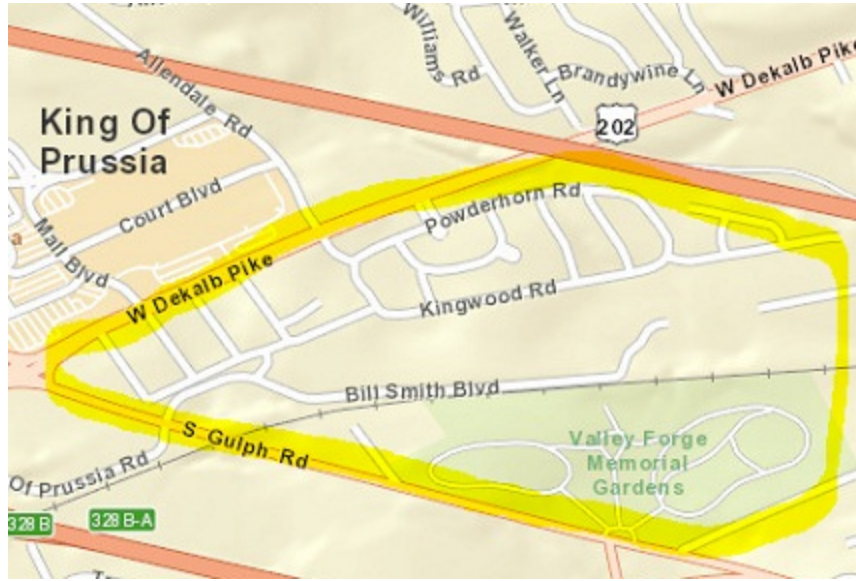 Williams Rd
Walker Ln
Brandywine Ln
W Dekalb Pike
202
Allendale Rd
King Of
Prussia
Court Blvd
Mall Blvd
Powderhorn Rd
W Dekalb Pike
Kingwood Rd
Bill Smith Blvd
S Gulph Rd
Valley Forge
Memorial
Gardens
Of Prussia Rd
328 B
328 B-A